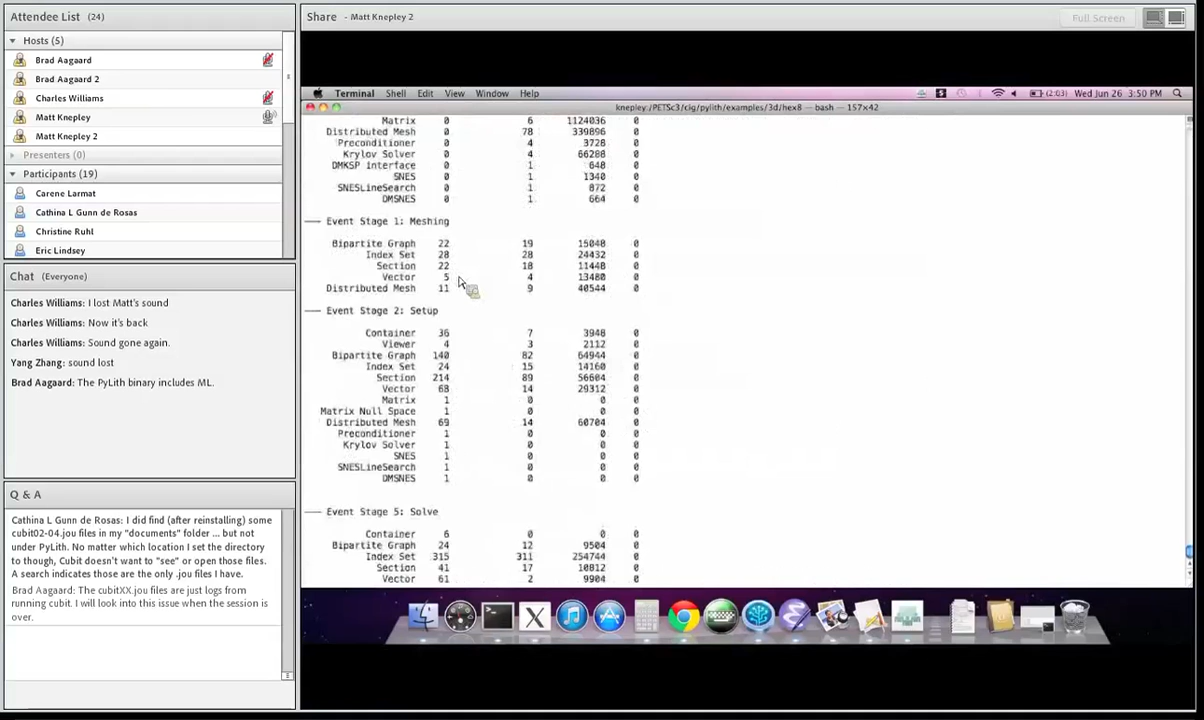 Attendee List (24)
Hosts (5)
Brad Aagaard
Brad Aagaard 2
Charles Williams
Matt Knepley
Matt Knepley 2
Presenters (0)
Participants (19)
Carene Larmat
Cathina L Gunn de Rosas
Christine Ruhl
Eric Lindsey
Chat (Everyone)
Charles Williams: I lost Matt's sound
Charles Williams: Now it's back
Charles Williams: Sound gone again.
Yang Zhang: sound lost
Brad Aagaard: The PyLith binary includes ML.
Q & A
Cathina L Gunn de Rosas: I did find (after reinstalling) some
cubit02-04.jou files in my "documents" folder ... but not
under PyLith. No matter which location I set the directory
to though, Cubit doesn't want to "see" or open those files.
A search indicates those are the only .jou files I have.
Brad Aagaard: The cubitXX.jou files are just logs from
running cubit. I will look into this issue when the session is
over.
Share - Matt Knepley 2
Full Screen
Terminal Shell Edit View Window Help
(2:03) Wed Jun 26 3:50 PM
knepley:/PETSc3/cig/pylith/examples/3d/hex8 — bash — 157×42
Matrix 0 6 1124036 0
Distributed Mesh 0 78 339896 0
Preconditioner 0 4 3728 0
Krylov Solver 0 4 66288 0
DMKSP interface 0 1 648 0
SNES 0 1 1340 0
SNESLineSearch 0 1 872 0
DMSNES 0 1 664 0
--- Event Stage 1: Meshing
Bipartite Graph 22 19 15048 0
Index Set 28 28 24432 0
Section 22 18 11448 0
Vector 5 4 13480 0
Distributed Mesh 11 9 40544 0
--- Event Stage 2: Setup
Container 36 7 3948 0
Viewer 4 3 2112 0
Bipartite Graph 140 82 64944 0
Index Set 24 15 14160 0
Section 214 89 56604 0
Vector 68 14 29312 0
Matrix 1 0 0 0
Matrix Null Space 1 0 0 0
Distributed Mesh 69 14 60704 0
Preconditioner 1 0 0 0
Krylov Solver 1 0 0 0
SNES 1 0 0 0
SNESLineSearch 1 0 0 0
DMSNES 1 0 0 0
--- Event Stage 5: Solve
Container 6 0 0 0
Bipartite Graph 24 12 9504 0
Index Set 315 311 254744 0
Section 41 17 10812 0
Vector 61 2 9904 0